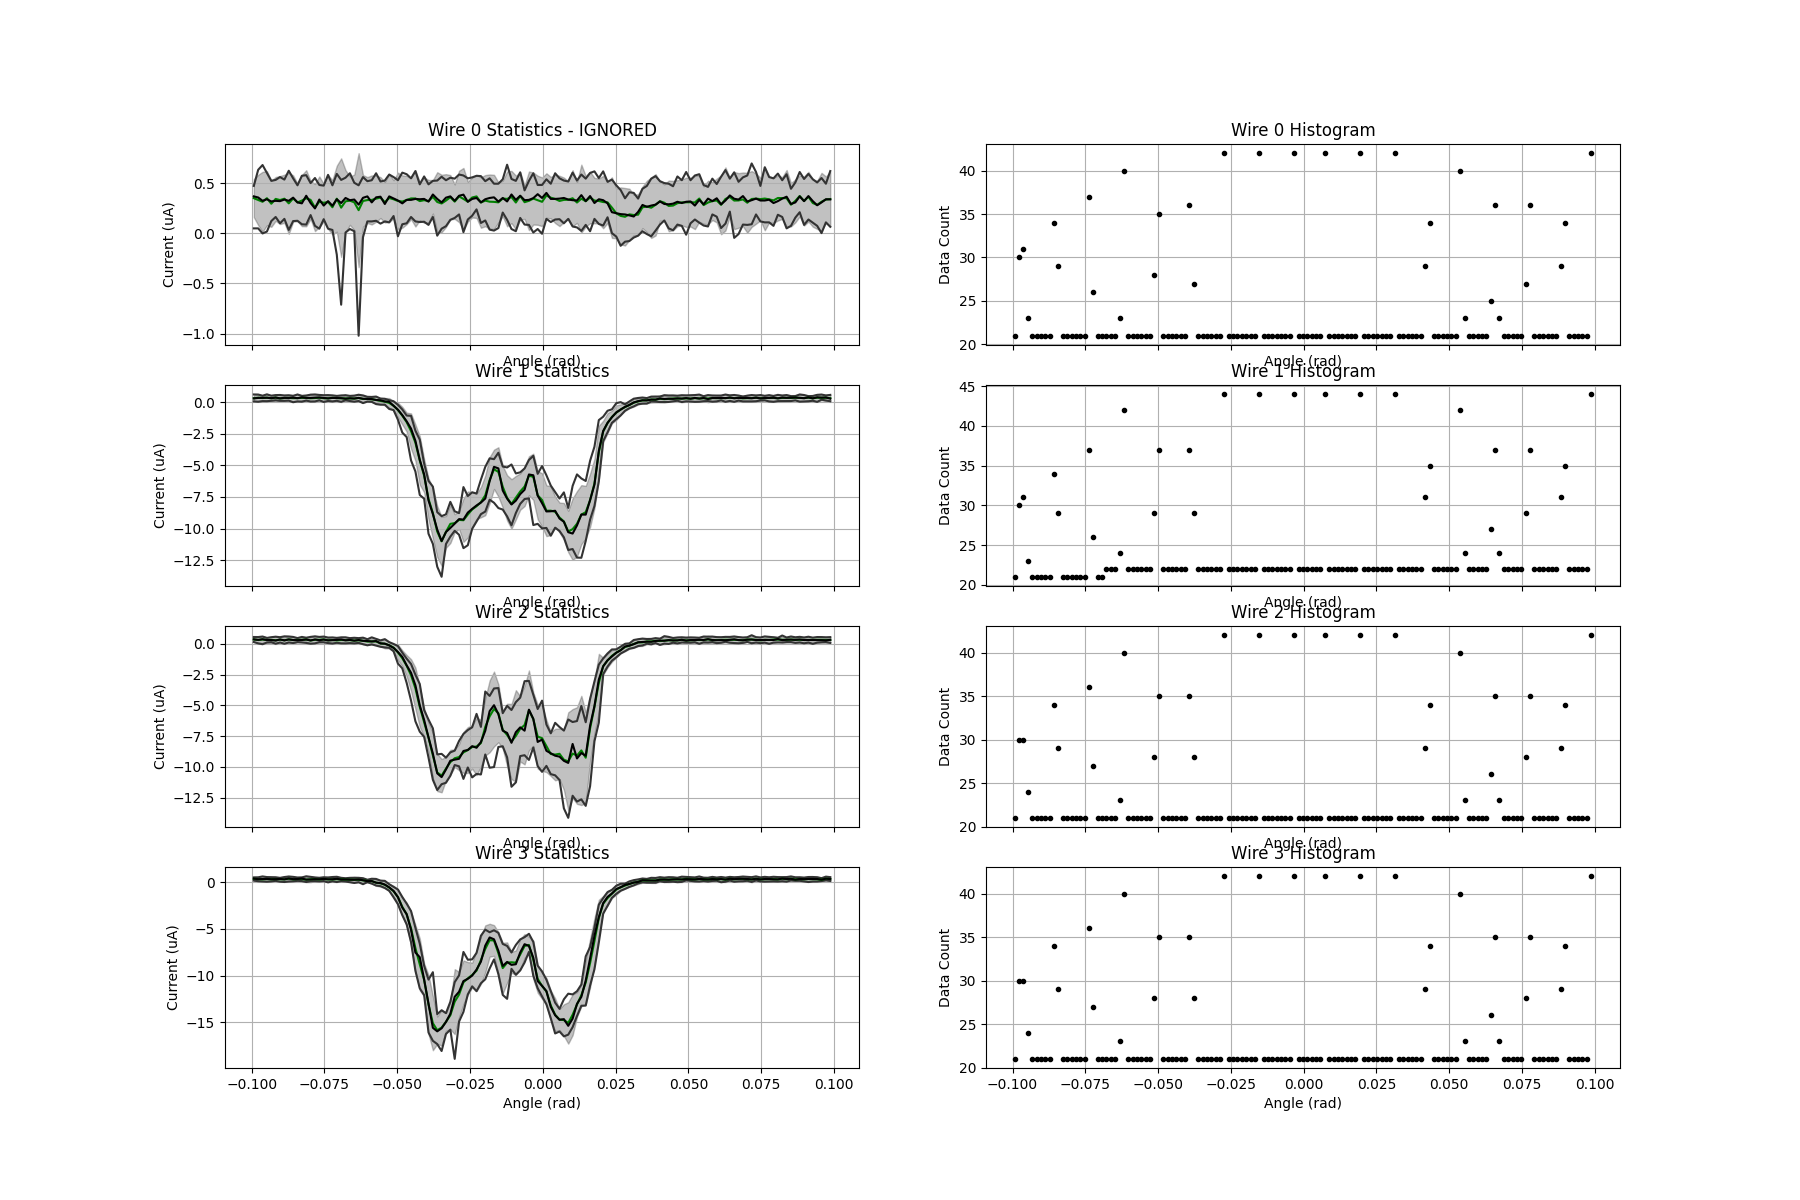 Wire 0 Statistics - IGNORED
Current (uA)
0.5
0.0
−0.5
−1.0
Angle (rad)
Wire 0 Histogram
Data Count
40
35
30
25
20
Angle (rad)
Wire 1 Statistics
Current (uA)
0.0
−2.5
−5.0
−7.5
−10.0
−12.5
Angle (rad)
Wire 1 Histogram
Data Count
45
40
35
30
25
20
Angle (rad)
Wire 2 Statistics
Current (uA)
0.0
−2.5
−5.0
−7.5
−10.0
−12.5
Angle (rad)
Wire 2 Histogram
Data Count
40
35
30
25
20
Angle (rad)
Wire 3 Statistics
Current (uA)
0
−5
−10
−15
−0.100 −0.075 −0.050 −0.025 0.000 0.025 0.050 0.075 0.100
Angle (rad)
Wire 3 Histogram
Data Count
40
35
30
25
20
−0.100 −0.075 −0.050 −0.025 0.000 0.025 0.050 0.075 0.100
Angle (rad)